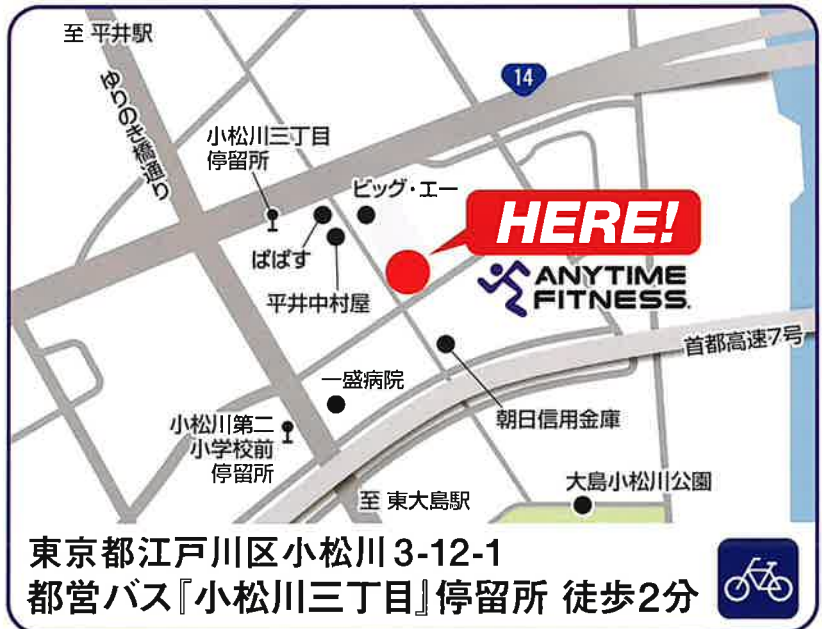 至 平井駅
ゆりのき橋通り
14
小松川三丁目
停留所
ビッグ・エー
HERE!
ぱぱす
平井中村屋
ANYTIME
FITNESS.
首都高速7号
一盛病院
朝日信用金庫
小松川第二
小学校前
停留所
至 東大島駅
大島小松川公園
東京都江戸川区小松川3-12-1
都営バス『小松川三丁目』停留所 徒歩2分